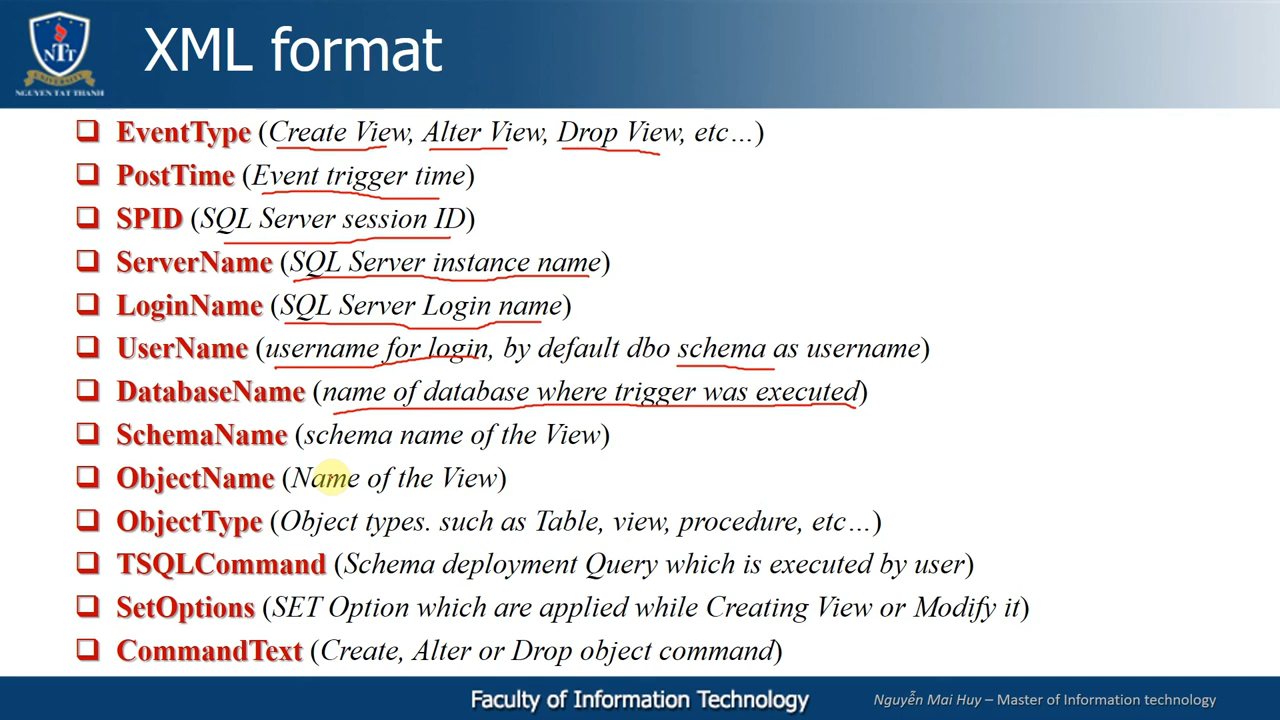 NTT
UNIVERSITY
NGUYEN TAT THANH
XML format
EventType (Create View, Alter View, Drop View, etc…)
PostTime (Event trigger time)
SPID (SQL Server session ID)
ServerName (SQL Server instance name)
LoginName (SQL Server Login name)
UserName (username for login, by default dbo schema as username)
DatabaseName (name of database where trigger was executed)
SchemaName (schema name of the View)
ObjectName (Name of the View)
ObjectType (Object types. such as Table, view, procedure, etc…)
TSQLCommand (Schema deployment Query which is executed by user)
SetOptions (SET Option which are applied while Creating View or Modify it)
CommandText (Create, Alter or Drop object command)
Faculty of Information Technology
Nguyễn Mai Huy – Master of Information technology